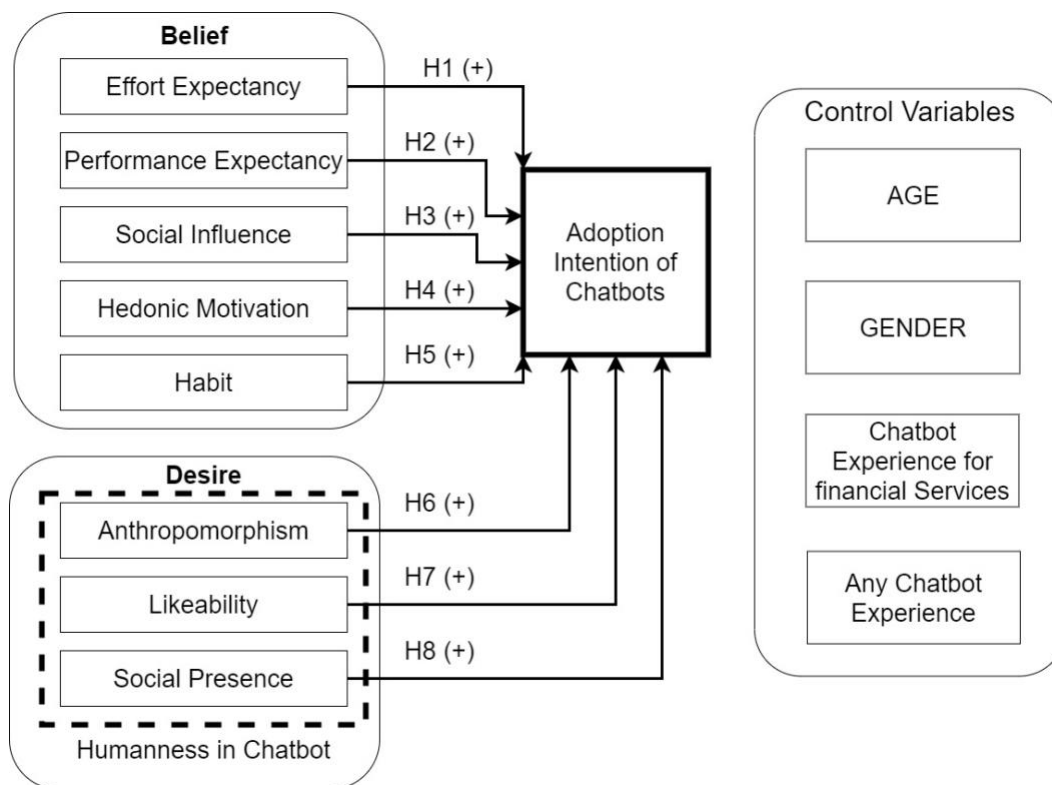 Belief
Effort Expectancy
H1 (+)
Performance Expectancy
H2 (+)
Social Influence
H3 (+)
Hedonic Motivation
H4 (+)
Habit
H5 (+)
Adoption
Intention of
Chatbots
Desire
Anthropomorphism
H6 (+)
Likeability
H7 (+)
Social Presence
H8 (+)
Humanness in Chatbot
Control Variables
AGE
GENDER
Chatbot
Experience for
financial Services
Any Chatbot
Experience